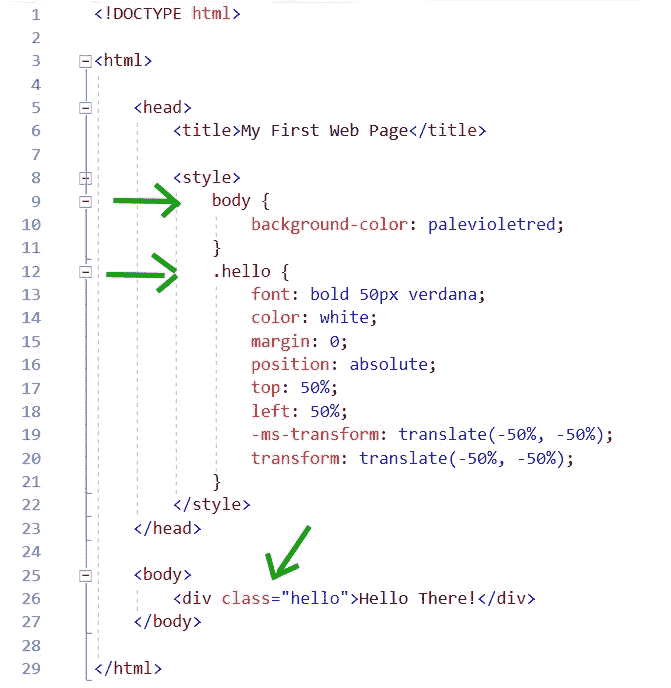 1 <!DOCTYPE html>
2
3 <html>
4
5 <head>
6 <title>My First Web Page</title>
7
8 <style>
9 body {
10 background-color: palevioletred;
11 }
12 .hello {
13 font: bold 50px verdana;
14 color: white;
15 margin: 0;
16 position: absolute;
17 top: 50%;
18 left: 50%;
19 -ms-transform: translate(-50%, -50%);
20 transform: translate(-50%, -50%);
21 }
22 </style>
23 </head>
24
25 <body>
26 <div class="hello">Hello There!</div>
27 </body>
28
29 </html>